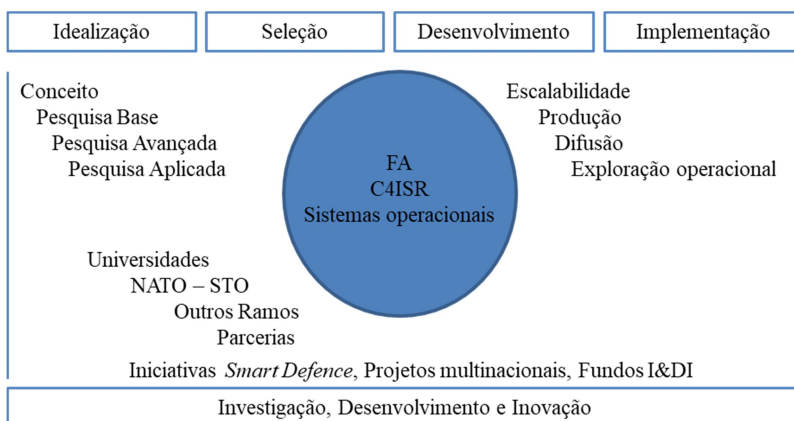 Idealização
Seleção
Desenvolvimento
Implementação
Conceito
Pesquisa Base
Pesquisa Avançada
Pesquisa Aplicada
FA
C4ISR
Sistemas operacionais
Escalabilidade
Produção
Difusão
Exploração operacional
Universidades
NATO – STO
Outros Ramos
Parcerias
Iniciativas Smart Defence, Projetos multinacionais, Fundos I&DI
Investigação, Desenvolvimento e Inovação